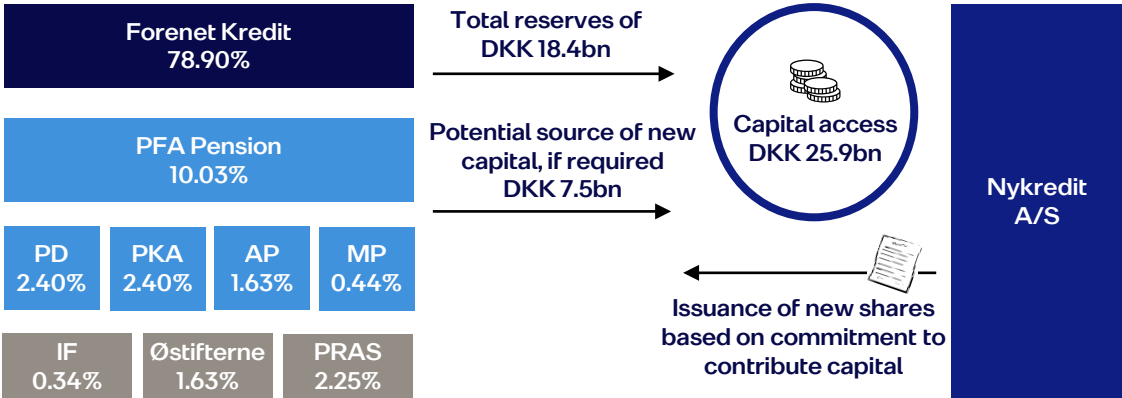 Forenet Kredit
78.90%
PFA Pension
10.03%
PD
2.40%
PKA
2.40%
AP
1.63%
MP
0.44%
IF
0.34%
Østifterne
1.63%
PRAS
2.25%
Total reserves of
DKK 18.4bn
Potential source of new
capital, if required
DKK 7.5bn
Capital access
DKK 25.9bn
Issuance of new shares
based on commitment to
contribute capital
Nykredit
A/S